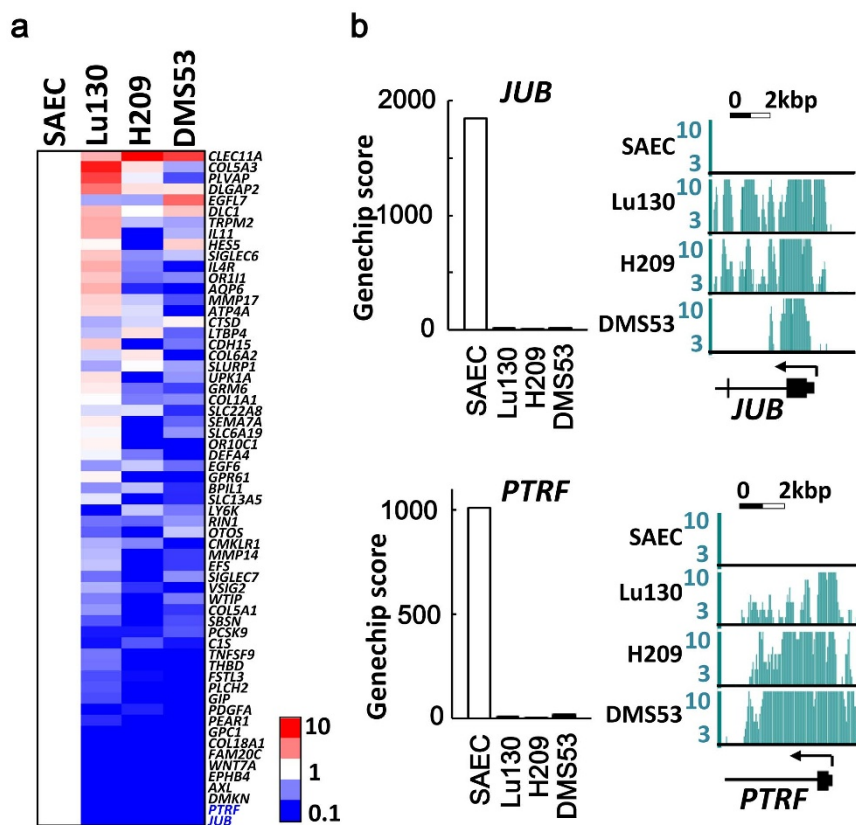 a
SAEC
Lu130
H209
DMS53
CLEC11A
COL5A3
PLVAP
DLGAP2
EGFL7
DLC1
TRPM2
IL11
HES5
SIGLEC6
IL4R
OR1I1
AQP6
MMP17
ATP4A
CTSD
LTBP4
CDH15
COL6A2
SLURP1
UPK1A
GRM6
COL1A1
SLC22A8
SEMA7A
SLC6A19
OR10C1
DEFA4
EGF6
GPR61
BPIL1
SLC13A5
LY6K
RIN1
OTOS
CMKLR1
MMP14
EFS
SIGLEC7
VSIG2
WTIP
COL5A1
SBSN
PCSK9
C1S
TNFSF9
THBD
FSTL3
PLCH2
GIP
PDGFA
PEAR1
GPC1
COL18A1
FAM20C
WNT7A
EPHB4
AXL
DMKN
PTRF
JUB
10
1
0.1
b
JUB
2000
1000
0
Genechip score
SAEC
Lu130
H209
DMS53
0 2kbp
SAEC 10 3
Lu130 10 3
H209 10 3
DMS53 10 3
JUB
PTRF
1000
500
0
Genechip score
SAEC
Lu130
H209
DMS53
0 2kbp
SAEC 10 3
Lu130 10 3
H209 10 3
DMS53 10 3
PTRF